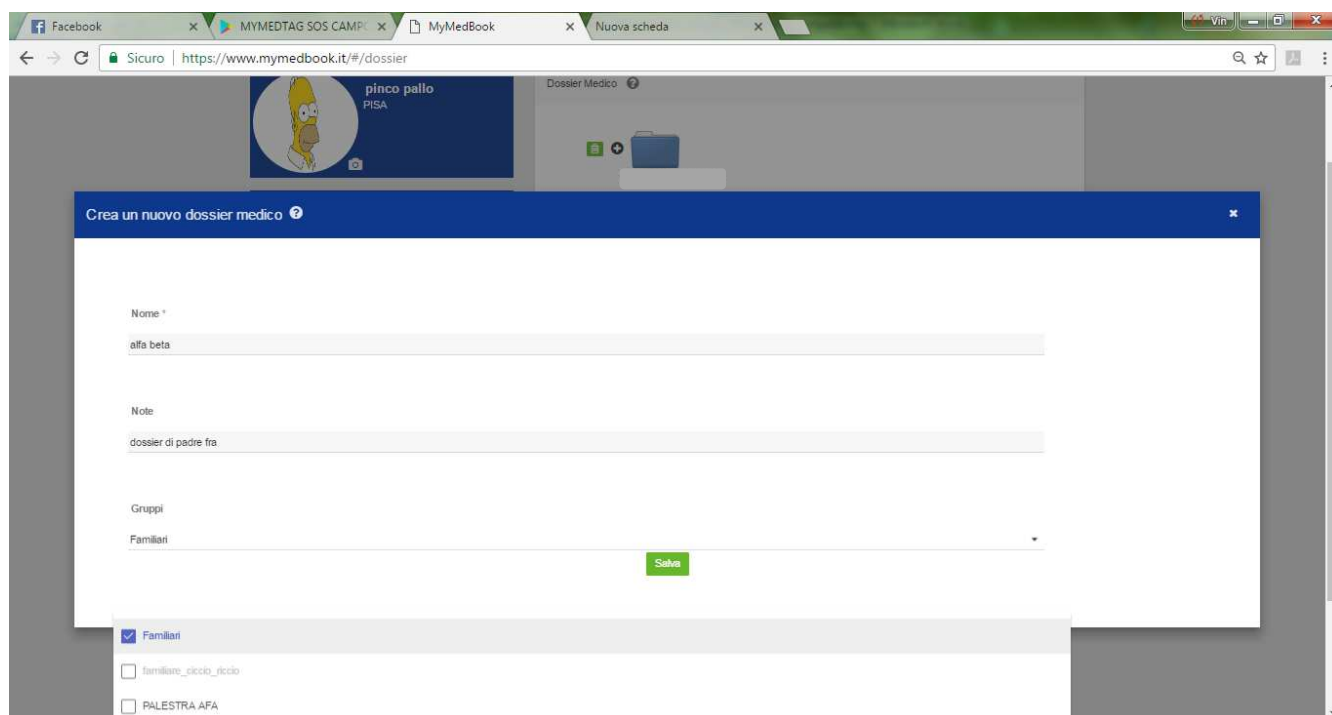 Facebook
MYMEDTAG SOS CAMP
MyMedBook
Nuova scheda
Vin
Sicuro | https://www.mymedbook.it/#/dossier
pinco pallo
PISA
Dossier Medico
Crea un nuovo dossier medico
Nome *
alfa beta
Note
dossier di padre fra
Gruppi
Familiari
Salva
Familiari
familiare_ciccio_riccio
PALESTRA AFA